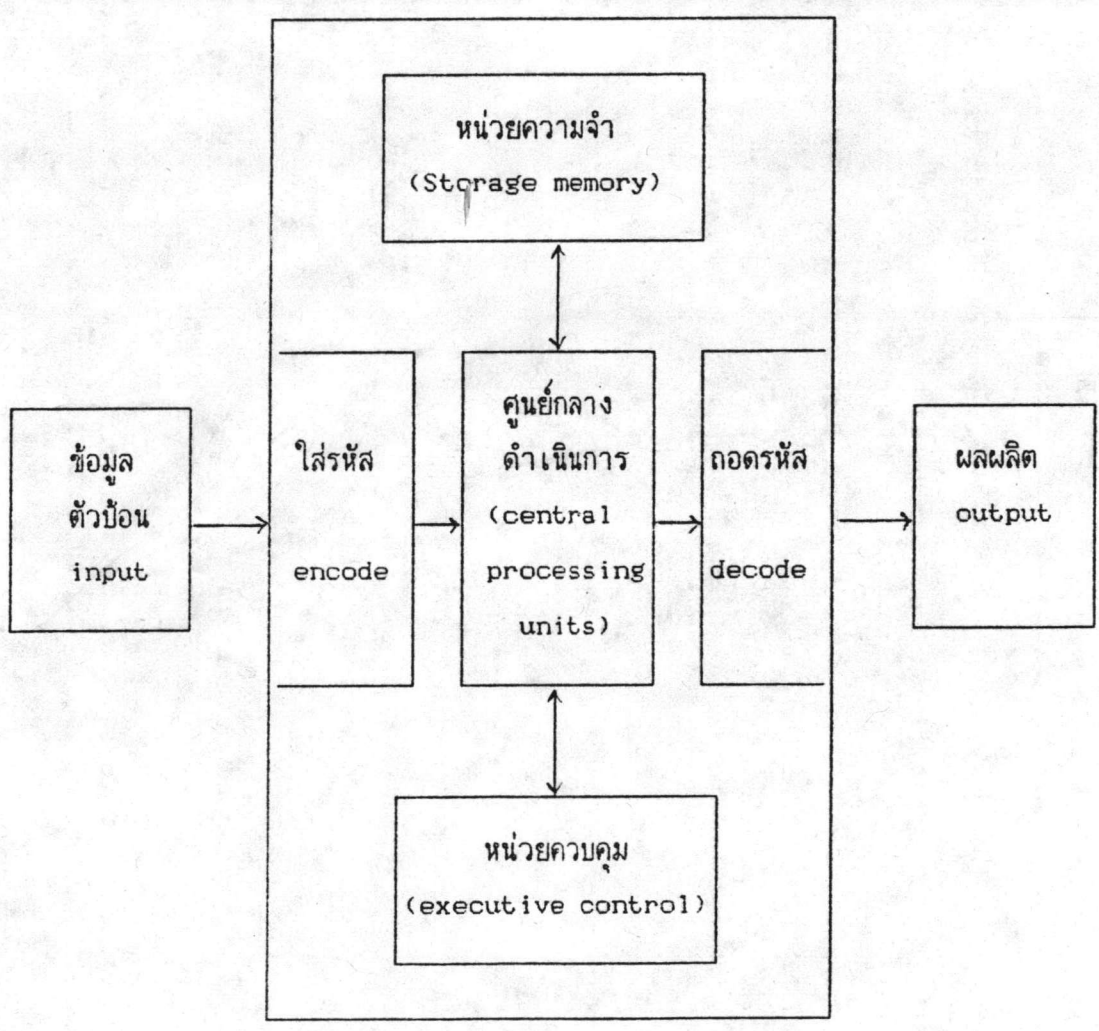 หน่วยความจำ
(Storage memory)
ข้อมูล
ตัวป้อน
input
ใส่รหัส
encode
ศูนย์กลาง
ดำเนินการ
(central
processing
units)
ถอดรหัส
decode
ผลผลิต
output
หน่วยควบคุม
(executive control)